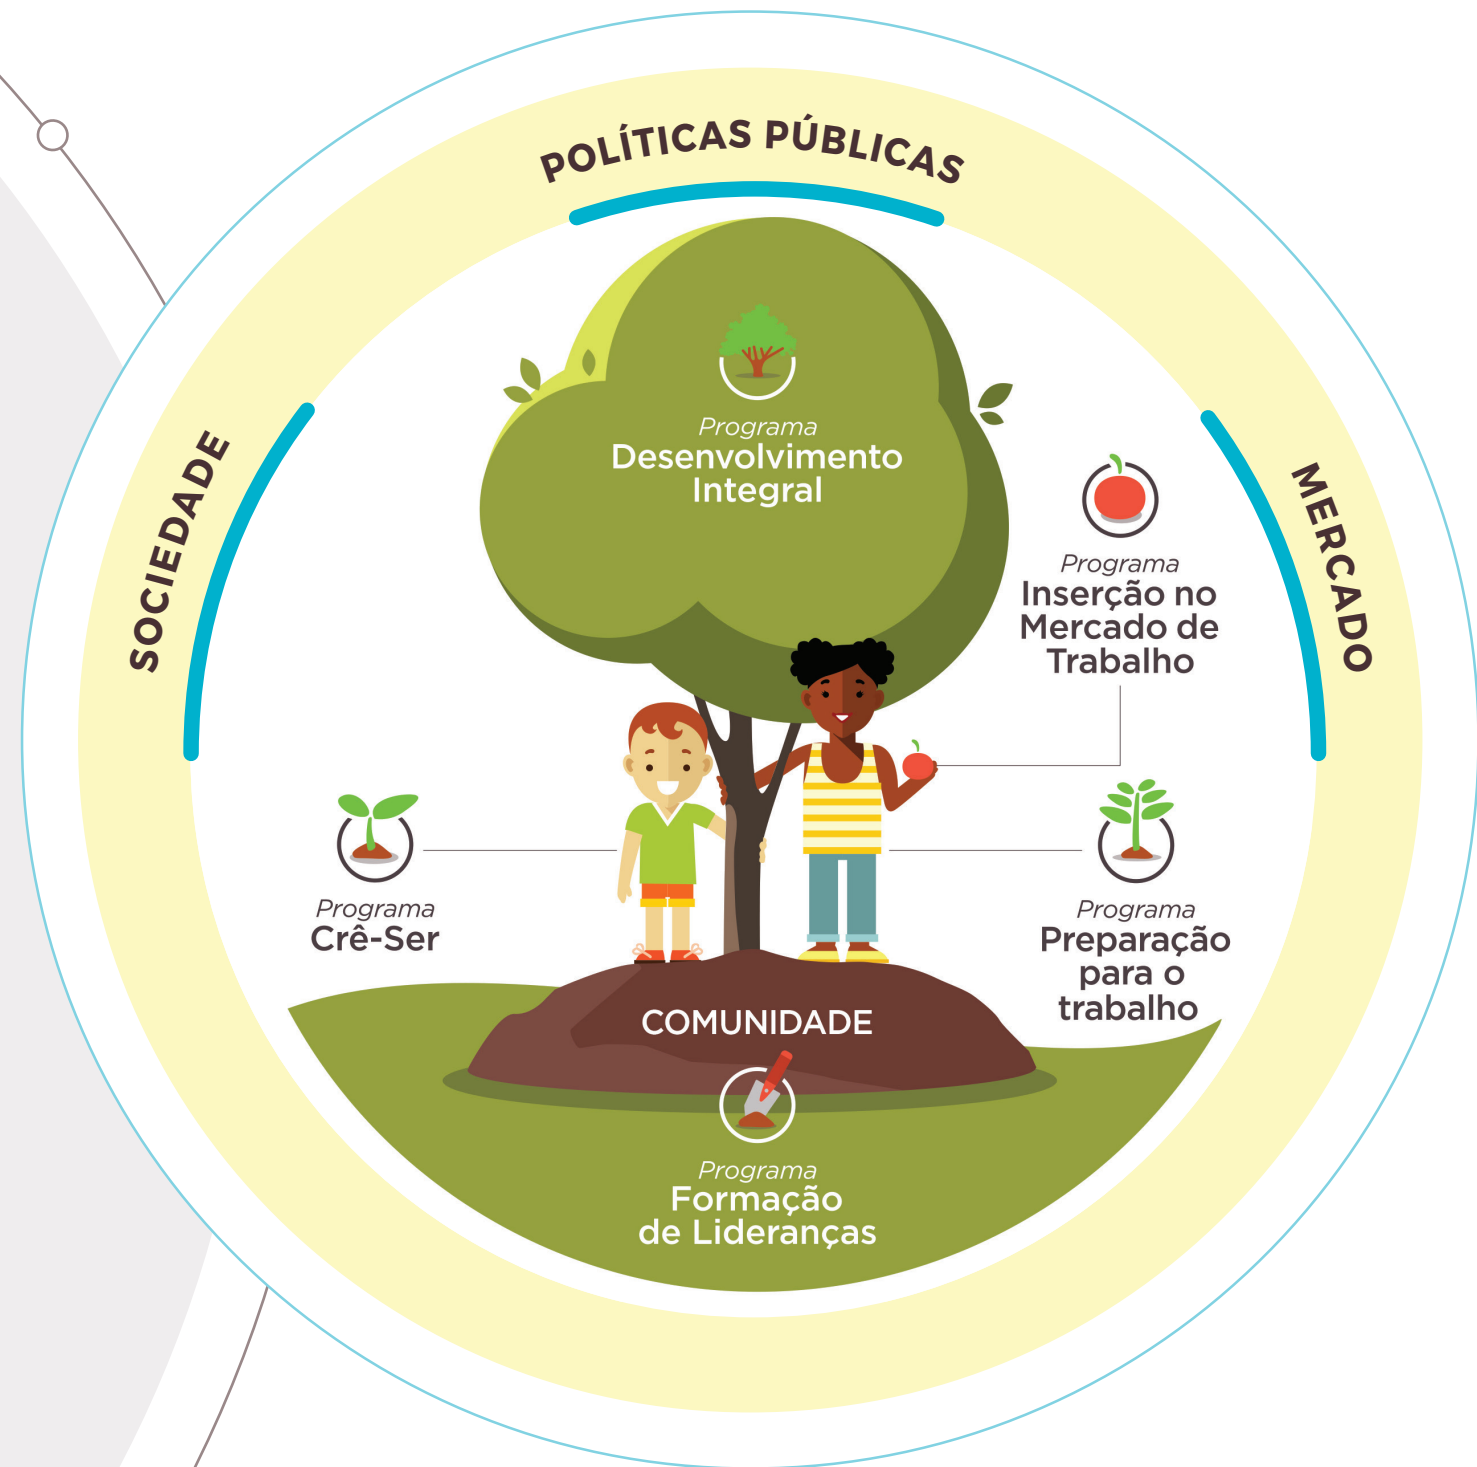 POLÍTICAS PÚBLICAS
SOCIEDADE
MERCADO
Programa
Desenvolvimento
Integral
Programa
Inserção no
Mercado de
Trabalho
Programa
Crê-Ser
Programa
Preparação
para o
trabalho
COMUNIDADE
Programa
Formação
de Lideranças